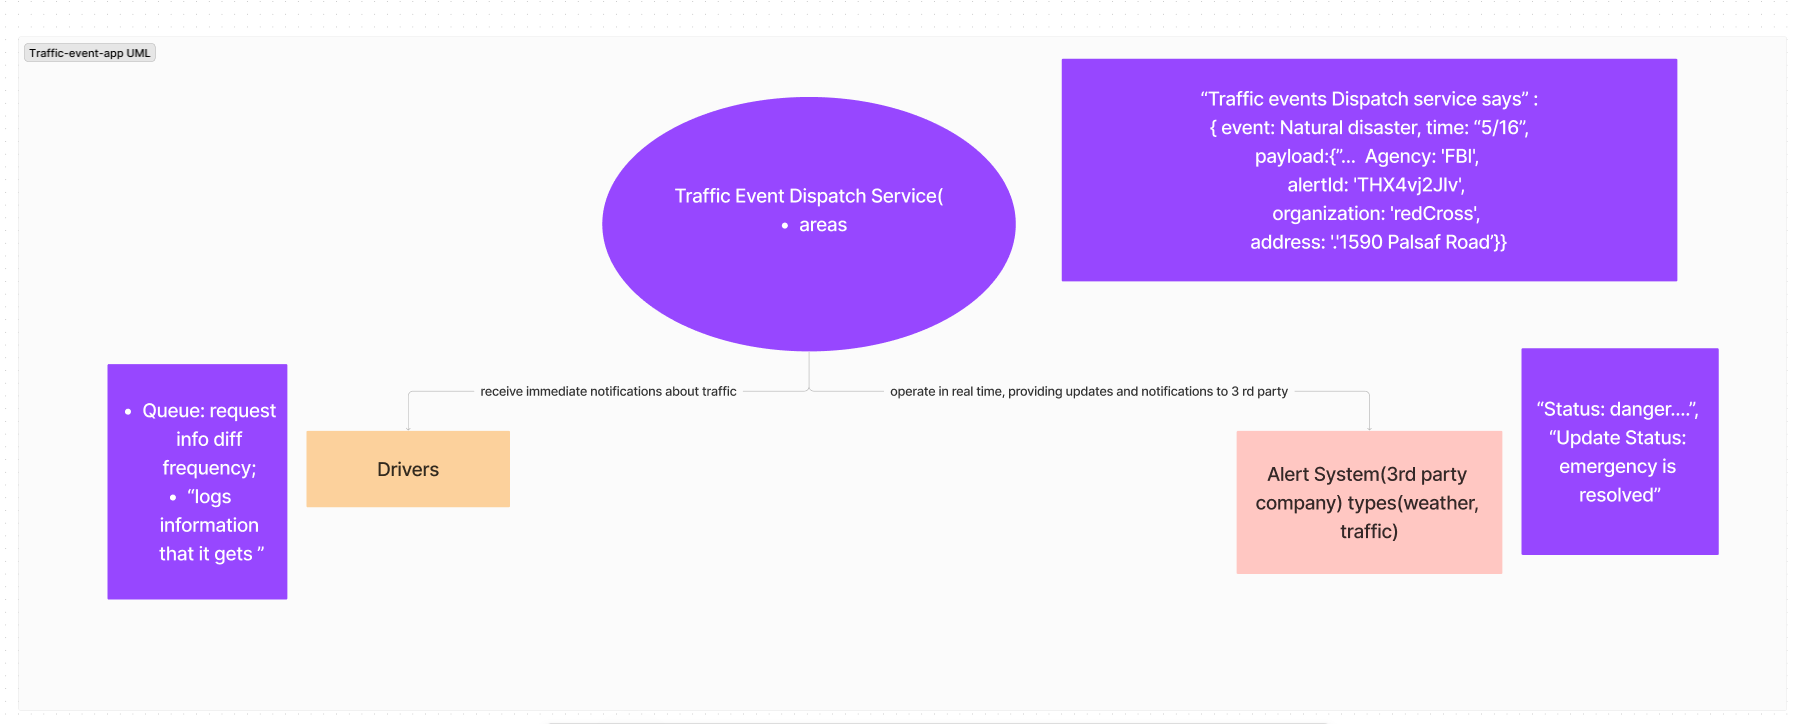 Traffic-event-app UML
“Traffic events Dispatch service says” :
{ event: Natural disaster, time: “5/16”,
payload:{”... Agency: 'FBI',
alertId: 'THX4vj2JIv',
organization: 'redCross',
address: '.'1590 Palsaf Road'}}
Traffic Event Dispatch Service(
• areas
receive immediate notifications about traffic
operate in real time, providing updates and notifications to 3 rd party
• Queue: request
info diff
frequency;
• “logs
information
that it gets ”
Drivers
Alert System(3rd party
company) types(weather,
traffic)
“Status: danger....”,
“Update Status:
emergency is
resolved”